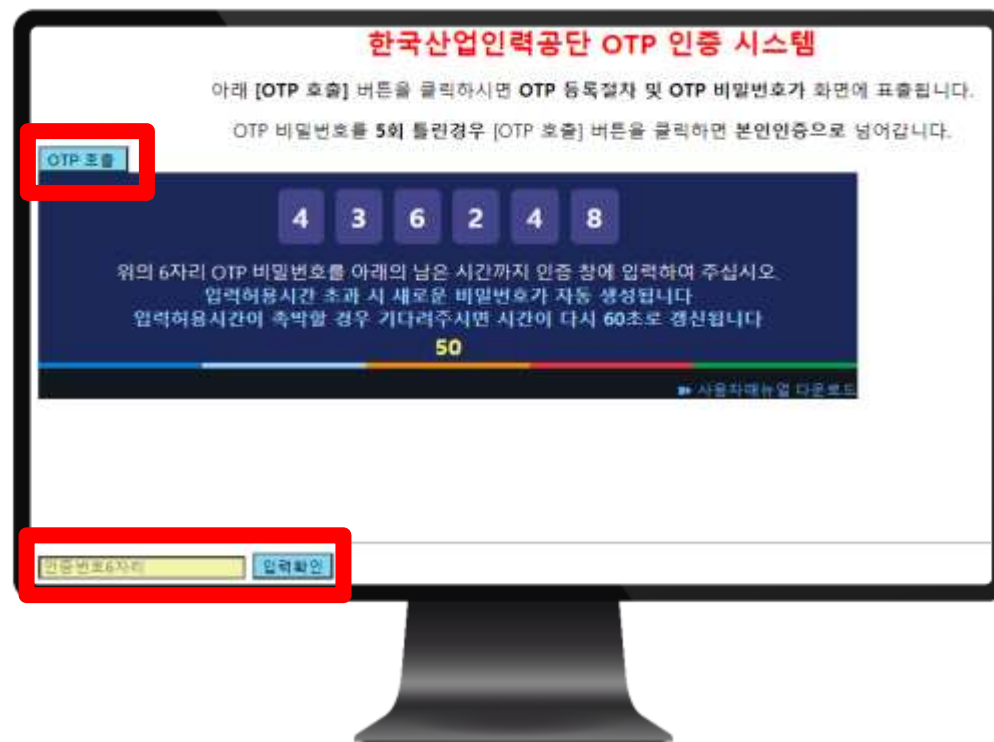 한국산업인력공단 OTP 인증 시스템
아래 [OTP 호출] 버튼을 클릭하시면 OTP 등록절차 및 OTP 비밀번호가 화면에 표출됩니다.
OTP 비밀번호를 5회 틀린경우 [OTP 호출] 버튼을 클릭하면 본인인증으로 넘어갑니다.
OTP 호출
4 3 6 2 4 8
위의 6자리 OTP 비밀번호를 아래의 남은 시간까지 인증 창에 입력하여 주십시오.
입력허용시간 초과 시 새로운 비밀번호가 자동 생성됩니다
입력허용시간이 촉박할 경우 기다려주시면 시간이 다시 60초로 갱신됩니다
50
사용자매뉴얼 다운로드
인증번호6자리 입력확인